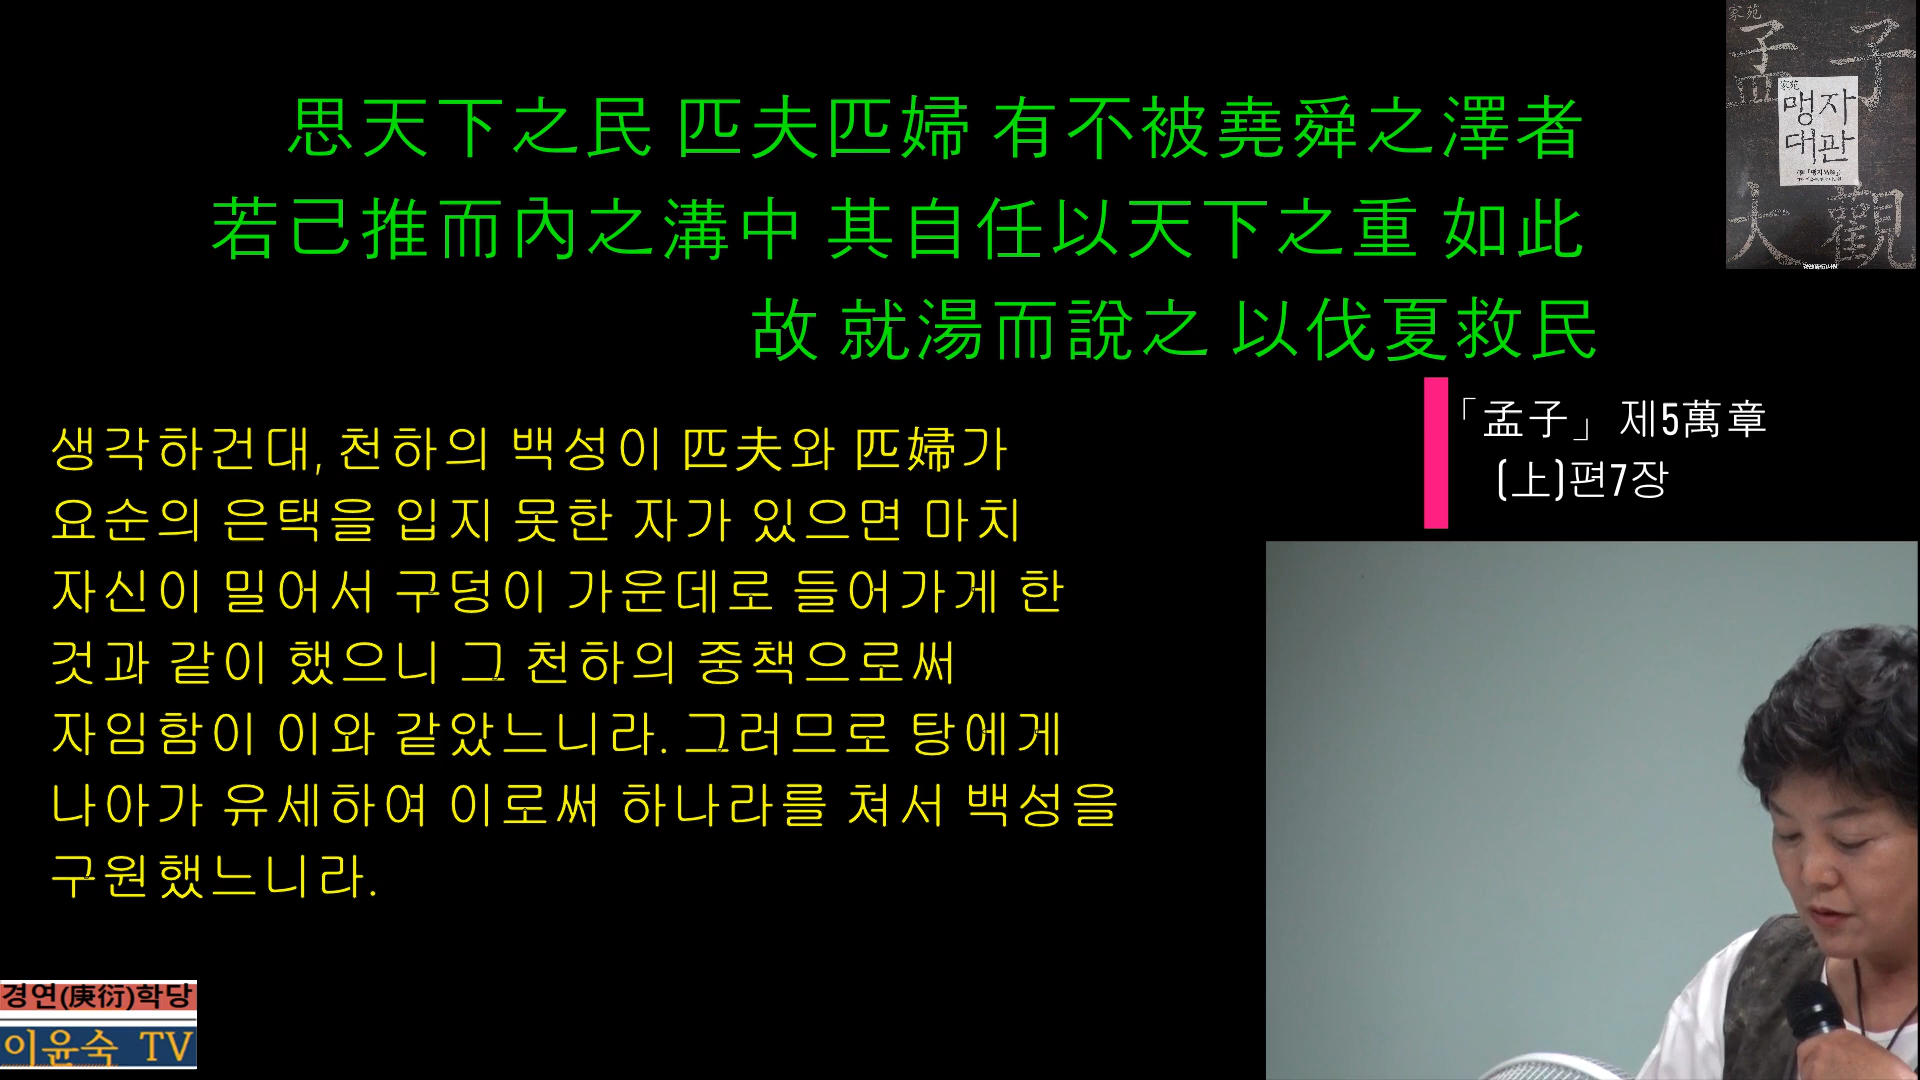 思天下之民 匹夫匹婦 有不被堯舜之澤者
若己推而內之溝中 其自任以天下之重 如此
故 就湯而說之 以伐夏救民
「孟子」 제5萬章
(上)편7장
생각하건대, 천하의 백성이 匹夫와 匹婦가
요순의 은택을 입지 못한 자가 있으면 마치
자신이 밀어서 구덩이 가운데로 들어가게 한
것과 같이 했으니 그 천하의 중책으로써
자임함이 이와 같았느니라. 그러므로 탕에게
나아가 유세하여 이로써 하나라를 쳐서 백성을
구원했느니라.
家苑
孟子
맹자
대관
大觀
경연(庚衍)학당
이윤숙 TV